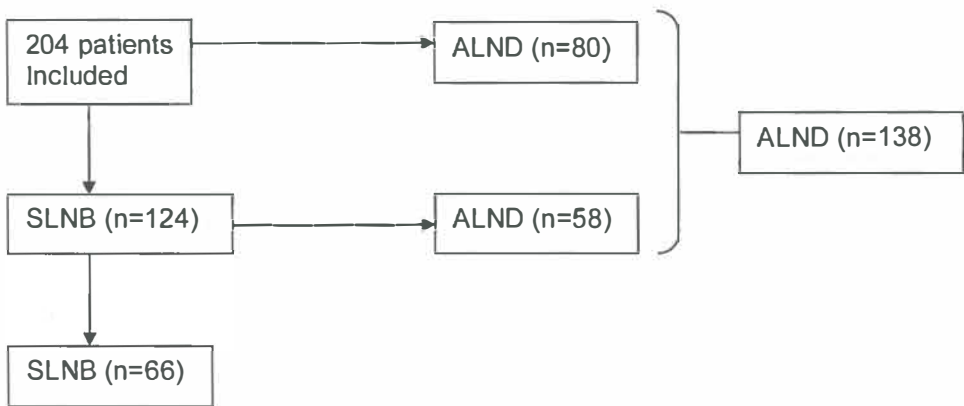 204 patients
Included
ALND (n=80)
ALND (n=138)
SLNB (n=124)
ALND (n=58)
SLNB (n=66)